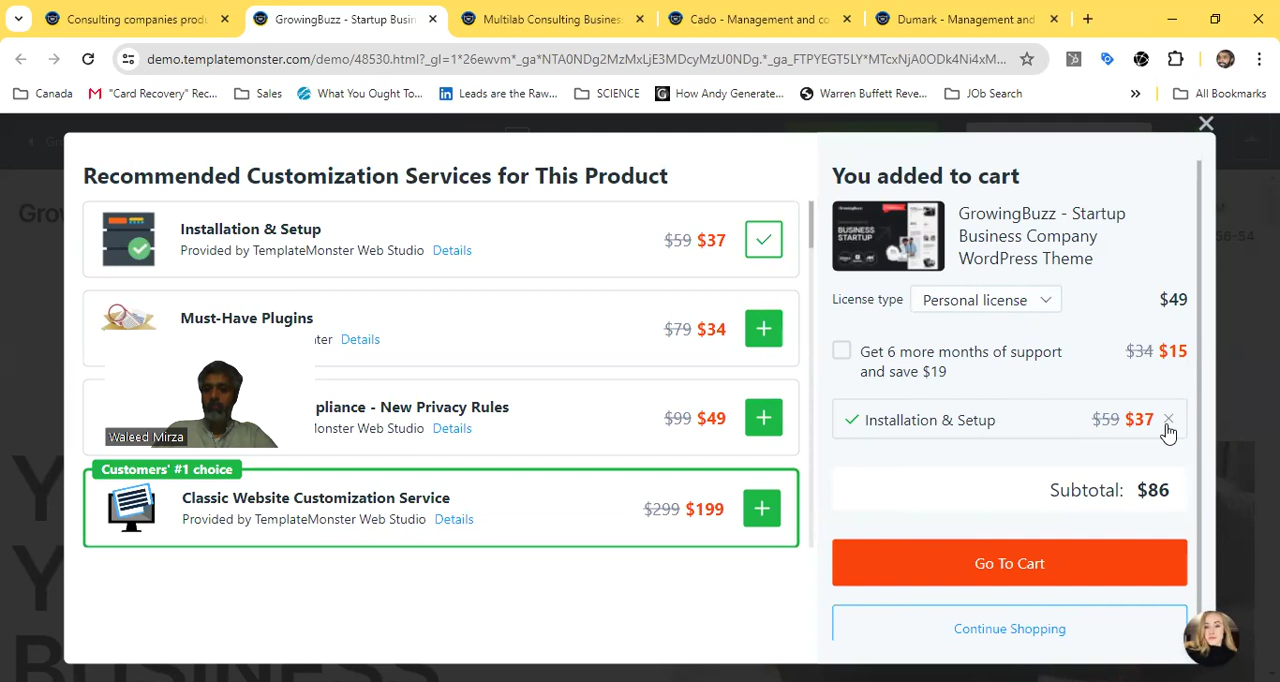 Consulting companies produ
GrowingBuzz - Startup Busin
Multilab Consulting Business
Cado - Management and co
Dumark - Management and
demo.templatemonster.com/demo/48530.html?_gl=1*26ewvm*_ga*NTA0NDg2MzMxLjE3MDcyMzU0NDg.*_ga_FTPYEGT5LY*MTcxNjA0ODk4Ni4xM...
Canada
"Card Recovery" Rec...
Sales
What You Ought To...
Leads are the Raw...
SCIENCE
How Andy Generate...
Warren Buffett Reve...
JOb Search
All Bookmarks
Recommended Customization Services for This Product
Installation & Setup
Provided by TemplateMonster Web Studio Details
$59 $37
Must-Have Plugins
Details
$79 $34
pliance - New Privacy Rules
Monster Web Studio Details
$99 $49
Waleed Mirza
Customers' #1 choice
Classic Website Customization Service
Provided by TemplateMonster Web Studio Details
$299 $199
You added to cart
GrowingBuzz - Startup
Business Company
WordPress Theme
BUSINESS
STARTUP
License type Personal license $49
Get 6 more months of support
and save $19
$34 $15
Installation & Setup $59 $37
Subtotal: $86
Go To Cart
Continue Shopping